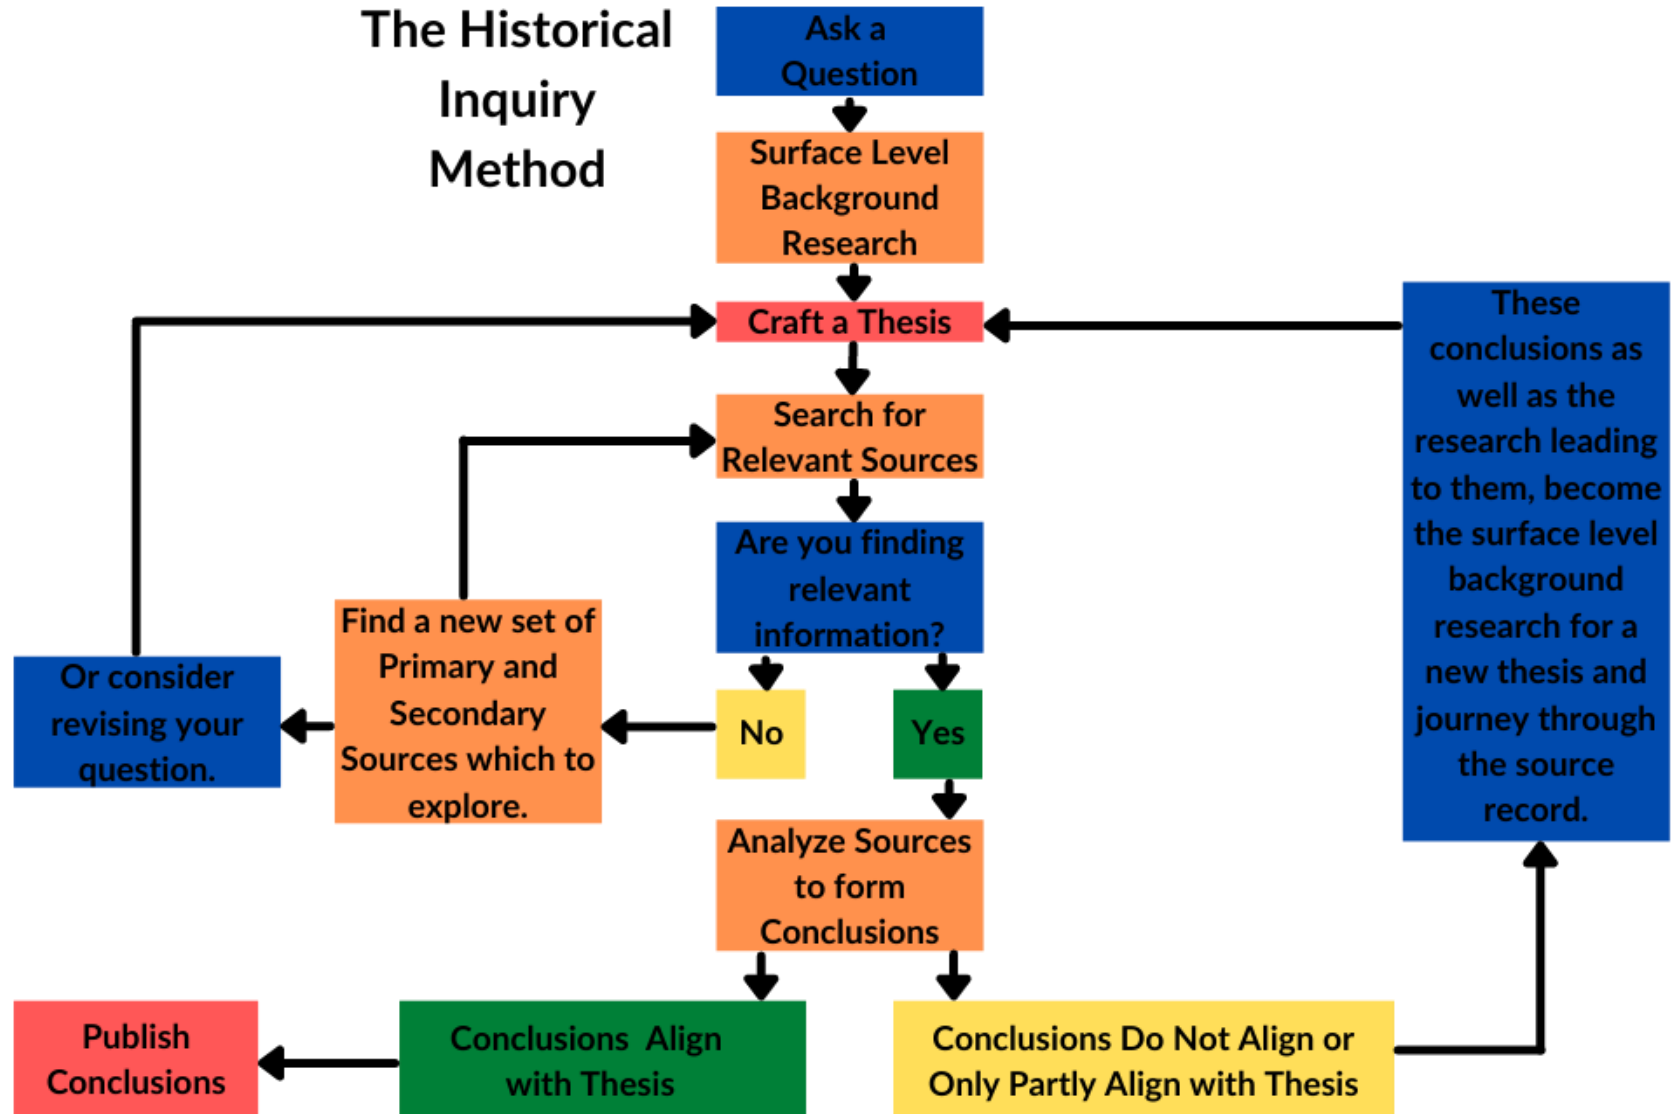 The Historical
Inquiry
Method
Ask a
Question
Surface Level
Background
Research
Craft a Thesis
Search for
Relevant Sources
Are you finding
relevant
information?
No
Yes
Find a new set of
Primary and
Secondary
Sources which to
explore.
Or consider
revising your
question.
Analyze Sources
to form
Conclusions
Conclusions  Align
with Thesis
Publish
Conclusions
Conclusions Do Not Align or
Only Partly Align with Thesis
These
conclusions as
well as the
research leading
to them, become
the surface level
background
research for a
new thesis and
journey through
the source
record.